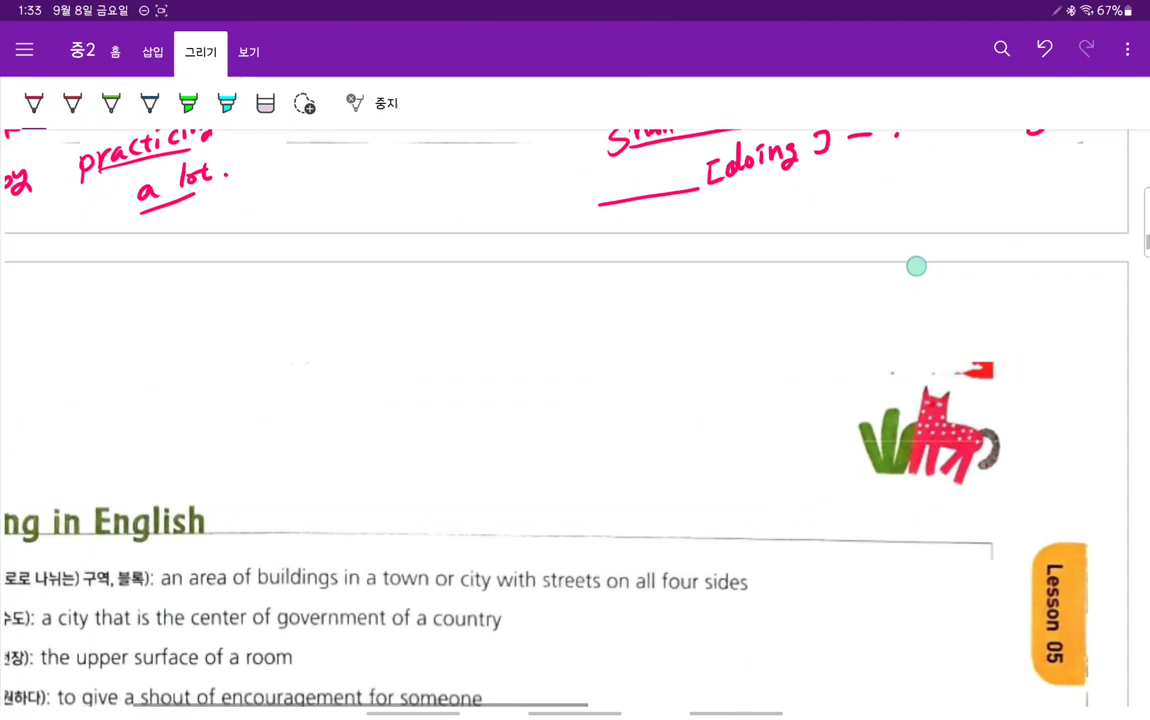 1:33 9월 8일 금요일 67%
중2 홈 삽입 그리기 보기
중지
practicing
by
a lot.
[doing]
ng in English
로로 나뉘는) 구역, 블록): an area of buildings in a town or city with streets on all four sides
수도): a city that is the center of government of a country
천장): the upper surface of a room
원하다): to give a shout of encouragement for someone
Lesson 05